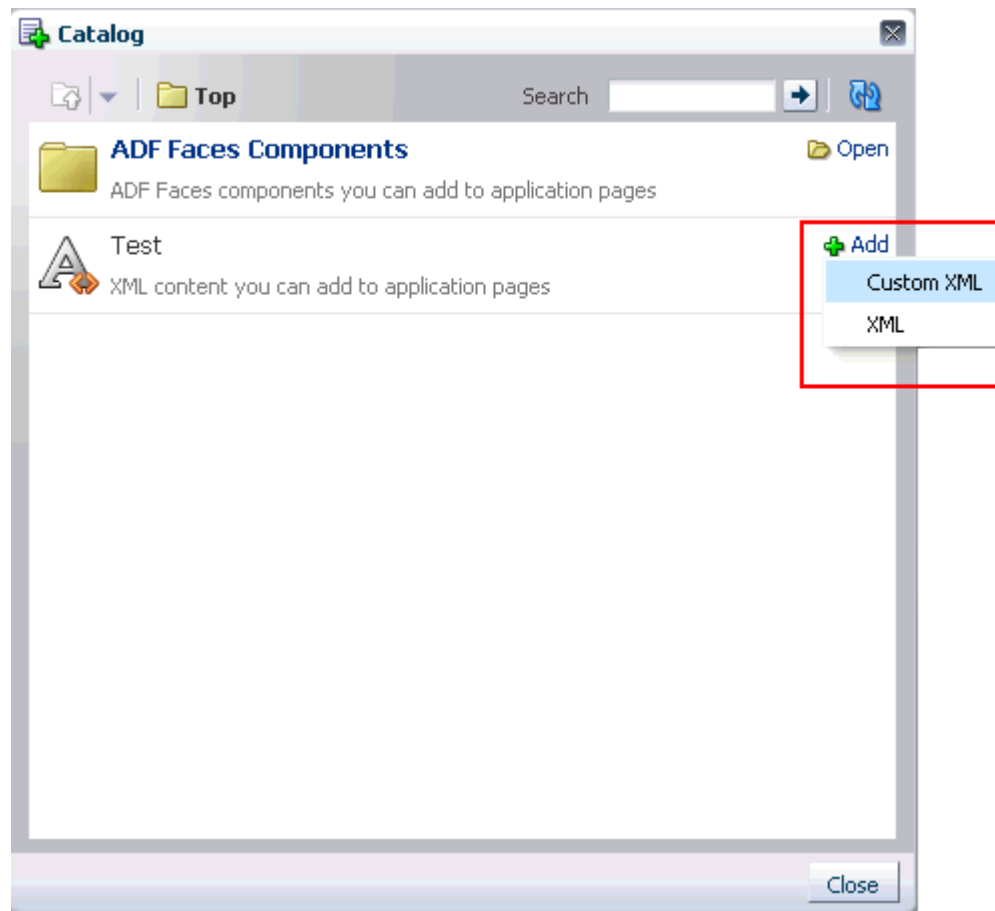 Catalog
Top Search
ADF Faces Components Open
ADF Faces components you can add to application pages
Test Add
XML content you can add to application pages
Custom XML
XML
Close